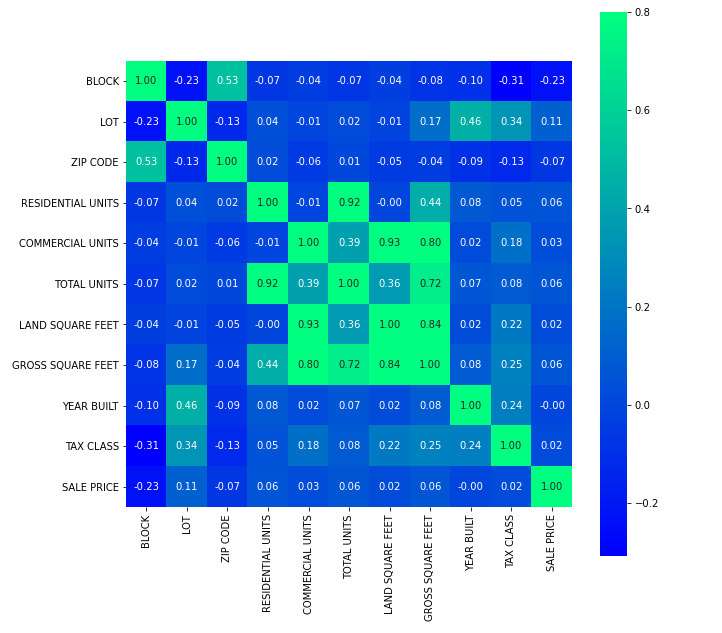 BLOCK 1.00 -0.23 0.53 -0.07 -0.04 -0.07 -0.04 -0.08 -0.10 -0.31 -0.23
LOT -0.23 1.00 -0.13 0.04 -0.01 0.02 -0.01 0.17 0.46 0.34 0.11
ZIP CODE 0.53 -0.13 1.00 0.02 -0.06 0.01 -0.05 -0.04 -0.09 -0.13 -0.07
RESIDENTIAL UNITS -0.07 0.04 0.02 1.00 -0.01 0.92 -0.00 0.44 0.08 0.05 0.06
COMMERCIAL UNITS -0.04 -0.01 -0.06 -0.01 1.00 0.39 0.93 0.80 0.02 0.18 0.03
TOTAL UNITS -0.07 0.02 0.01 0.92 0.39 1.00 0.36 0.72 0.07 0.08 0.06
LAND SQUARE FEET -0.04 -0.01 -0.05 -0.00 0.93 0.36 1.00 0.84 0.02 0.22 0.02
GROSS SQUARE FEET -0.08 0.17 -0.04 0.44 0.80 0.72 0.84 1.00 0.08 0.25 0.06
YEAR BUILT -0.10 0.46 -0.09 0.08 0.02 0.07 0.02 0.08 1.00 0.24 -0.00
TAX CLASS -0.31 0.34 -0.13 0.05 0.18 0.08 0.22 0.25 0.24 1.00 0.02
SALE PRICE -0.23 0.11 -0.07 0.06 0.03 0.06 0.02 0.06 -0.00 0.02 1.00
BLOCK
LOT
ZIP CODE
RESIDENTIAL UNITS
COMMERCIAL UNITS
TOTAL UNITS
LAND SQUARE FEET
GROSS SQUARE FEET
YEAR BUILT
TAX CLASS
SALE PRICE
0.8
0.6
0.4
0.2
0.0
−0.2